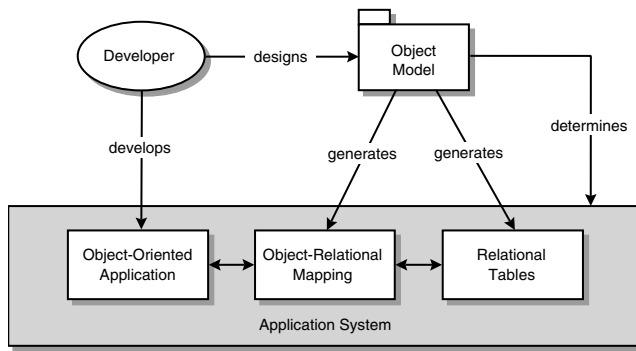 Developer
designs
Object
Model
develops
generates
generates
determines
Object-Oriented
Application
Object-Relational
Mapping
Relational
Tables
Application System